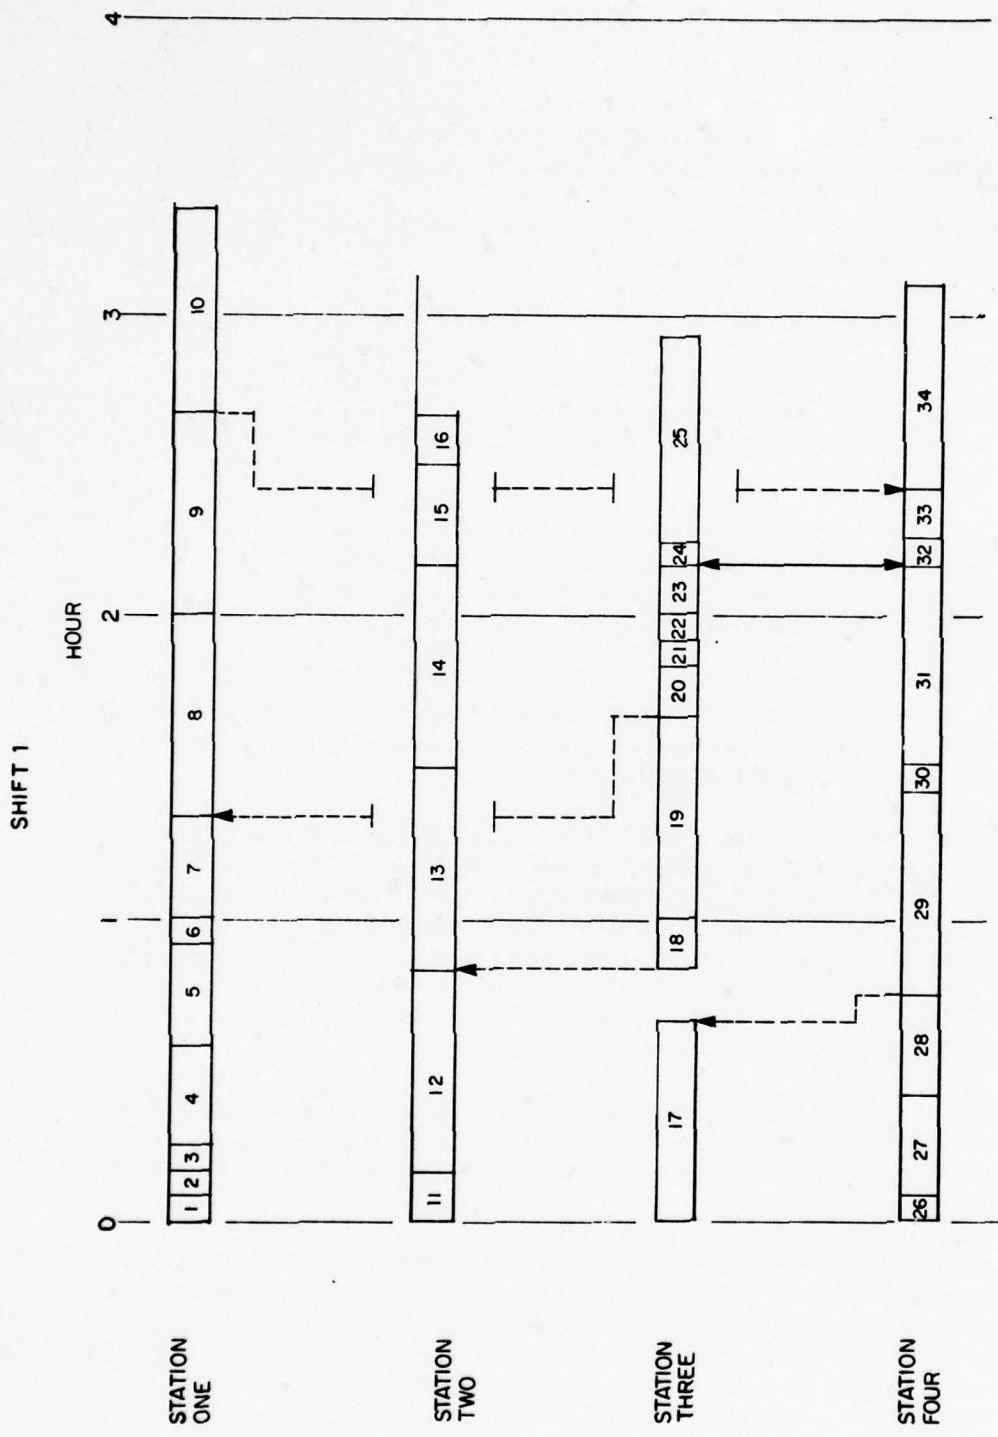 SHIFT 1
HOUR
0 1 2 3 4
STATION
ONE
1 2 3 4 5 6 7 8 9 10
STATION
TWO
11 12 13 14 15 16
STATION
THREE
17 18 19 20 21 22 23 24 25
STATION
FOUR
26 27 28 29 30 31 32 33 34